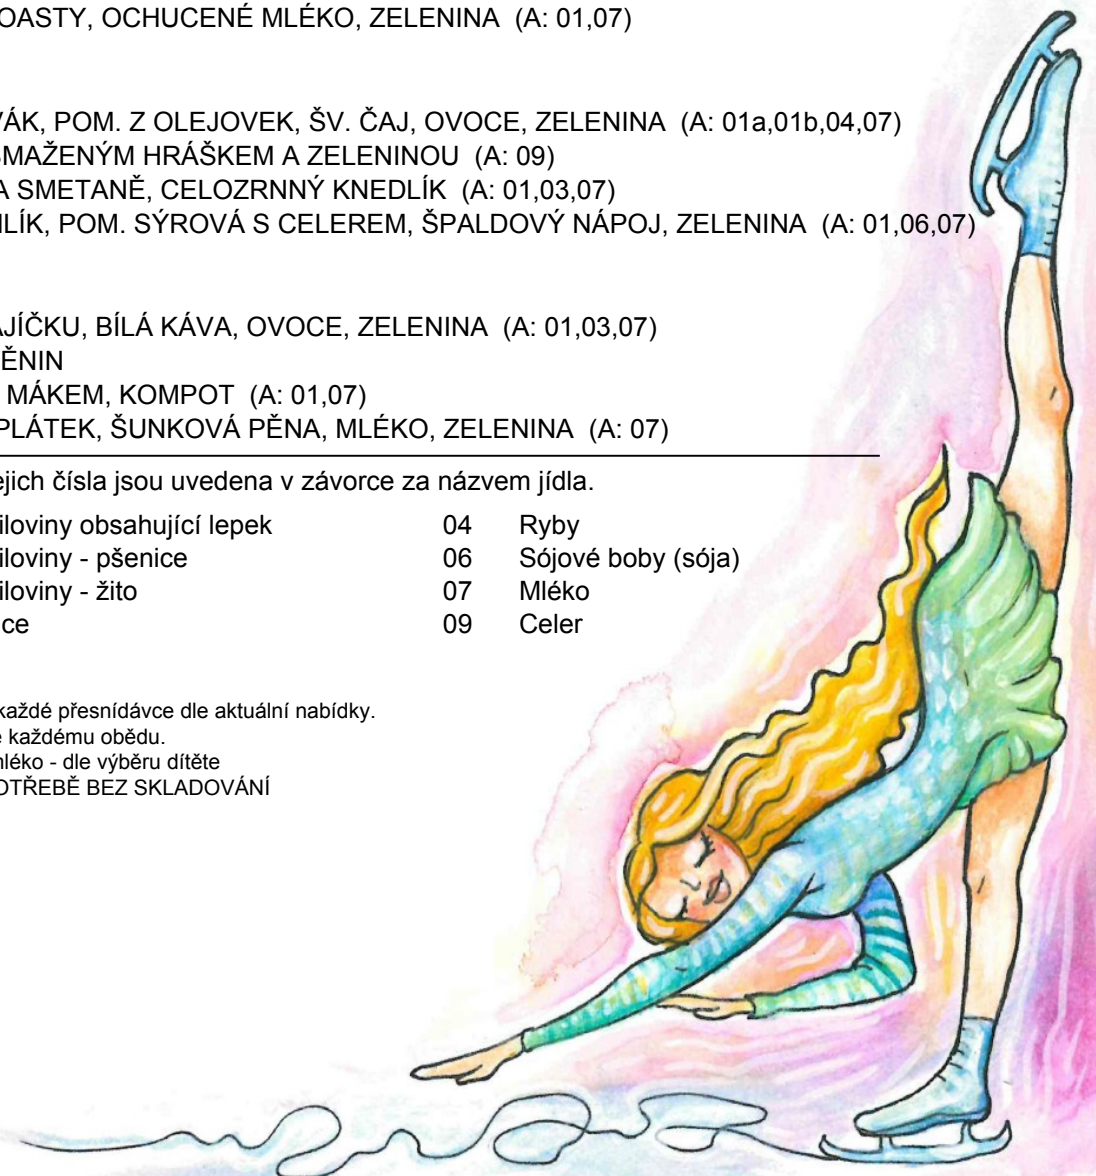 OASTY, OCHUCENÉ MLÉKO, ZELENINA (A: 01,07)
VÁK, POM. Z OLEJOVEK, ŠV. ČAJ, OVOCE, ZELENINA (A: 01a,01b,04,07)
SMAŽENÝM HRÁŠKEM A ZELENINOU (A: 09)
A SMETANĚ, CELOZRNNÝ KNEDLÍK (A: 01,03,07)
HLÍK, POM. SÝROVÁ S CELEREM, ŠPALDOVÝ NÁPOJ, ZELENINA (A: 01,06,07)
AJÍČKU, BÍLÁ KÁVA, OVOCE, ZELENINA (A: 01,03,07)
ĚNIN
MÁKEM, KOMPOT (A: 01,07)
PLÁTEK, ŠUNKOVÁ PĚNA, MLÉKO, ZELENINA (A: 07)
ejich čísla jsou uvedena v závorce za názvem jídla.
iloviny obsahující lepek 04 Ryby
iloviny - pšenice 06 Sójové boby (sója)
iloviny - žito 07 Mléko
ce 09 Celer
každé přesnídávce dle aktuální nabídky.
e každému obědu.
mléko - dle výběru dítěte
OTŘEBĚ BEZ SKLADOVÁNÍ